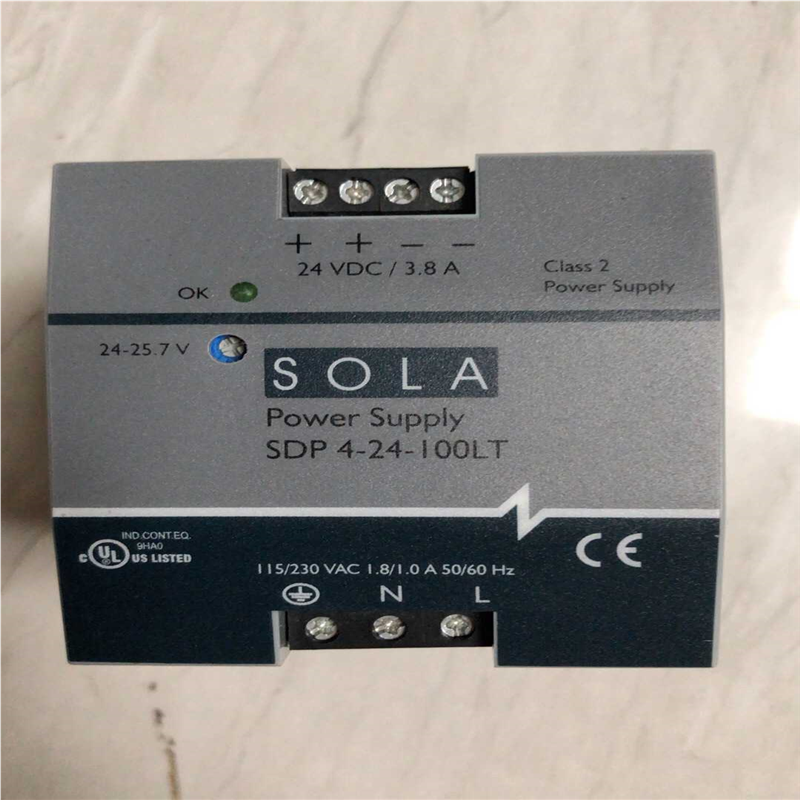 + + – –
24 VDC / 3.8 A
Class 2
Power Supply
OK
24-25.7 V
SOLA
Power Supply
SDP 4-24-100LT
IND.CONT.EQ.
9HA0
c UL US LISTED
CE
115/230 VAC 1.8/1.0 A 50/60 Hz
N L